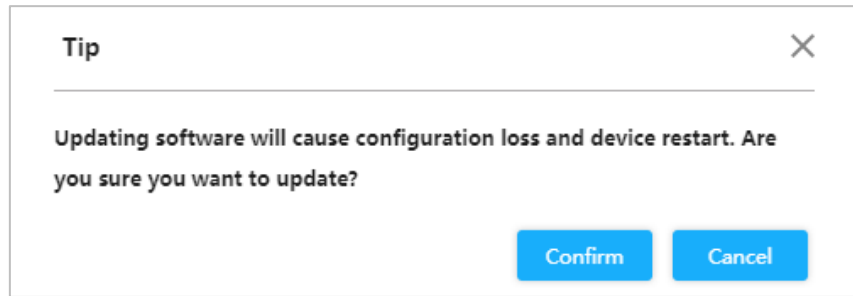 Tip
Updating software will cause configuration loss and device restart. Are
you sure you want to update?
Confirm Cancel